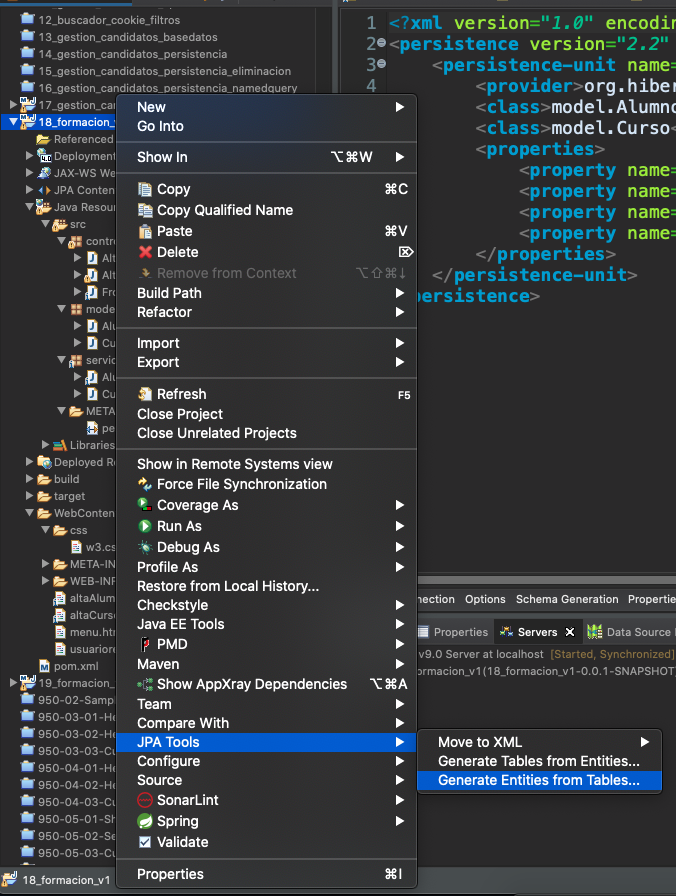 12_buscador_cookie_filtros
13_gestion_candidatos_basedatos
14_gestion_candidatos_persistencia
15_gestion_candidatos_persistencia_eliminacion
16_gestion_candidatos_persistencia_namedquery
17_gestion_ca
18_formacion_v
Referenced
Deployment
JAX-WS We
JPA Conten
Java Resour
src
contro
Alt
Alt
Fro
mode
Alu
Cu
servic
Alu
Cu
META
pe
Libraries
Deployed Re
build
target
WebConten
css
w3.cs
META-IN
WEB-INF
altaAlum
altaCurso
menu.htm
usuariore
pom.xml
19_formacion_
950-02-Sampl
950-03-01-He
950-03-02-He
950-03-03-Cu
950-04-01-He
950-04-02-He
950-04-03-Cu
950-05-01-Sh
950-05-02-Se
950-05-03-Cu
18_formacion_v1
New
Go Into
Show In ⌥⌘W
Copy ⌘C
Copy Qualified Name
Paste ⌘V
Delete ⌦
Remove from Context ⌥⇧⌘↓
Build Path
Refactor
Import
Export
Refresh F5
Close Project
Close Unrelated Projects
Show in Remote Systems view
Force File Synchronization
Coverage As
Run As
Debug As
Profile As
Restore from Local History...
Checkstyle
Java EE Tools
PMD
Maven
Show AppXray Dependencies ⌥⌘A
Team
Compare With
JPA Tools
Configure
Source
SonarLint
Spring
Validate
Properties ⌘I
Move to XML
Generate Tables from Entities...
Generate Entities from Tables...
1 <?xml version="1.0" encodin
2 <persistence version="2.2"
3 <persistence-unit name=
4 <provider>org.hiber
<class>model.Alumno
<class>model.Curso<
<properties>
<property name=
<property name=
<property name=
<property name=
</properties>
</persistence-unit>
persistence>
nection Options Schema Generation Propertie
Properties Servers Data Source
v9.0 Server at localhost [Started, Synchronized]
ormacion_v1(18_formacion_v1-0.0.1-SNAPSHOT)